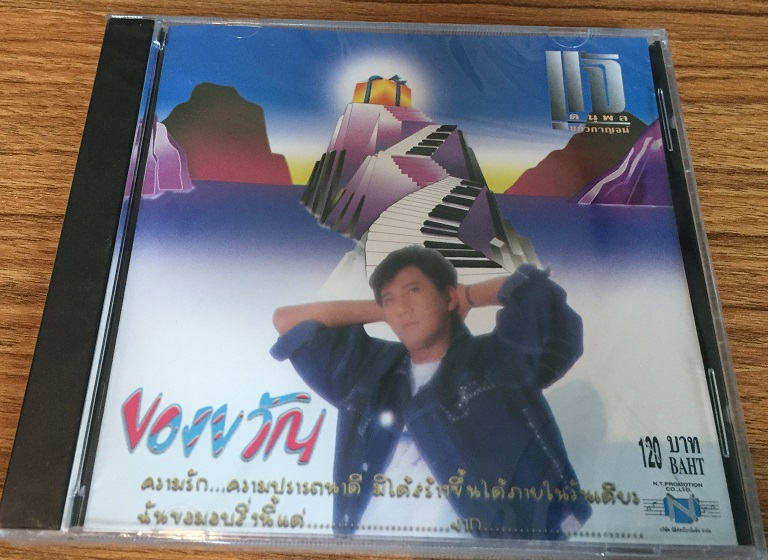 แจ้
ดนุพล
แก้วกาญจน์
ของขวัญ
120 บาท
BAHT
N.T.PROMOTION
CO.,LTD.
N
ความรัก...ความปรารถนาดี มิได้สร้างขึ้นได้ภายในวันเดียว
ฉันขอมอบสิ่งนี้แด่........................จาก........................